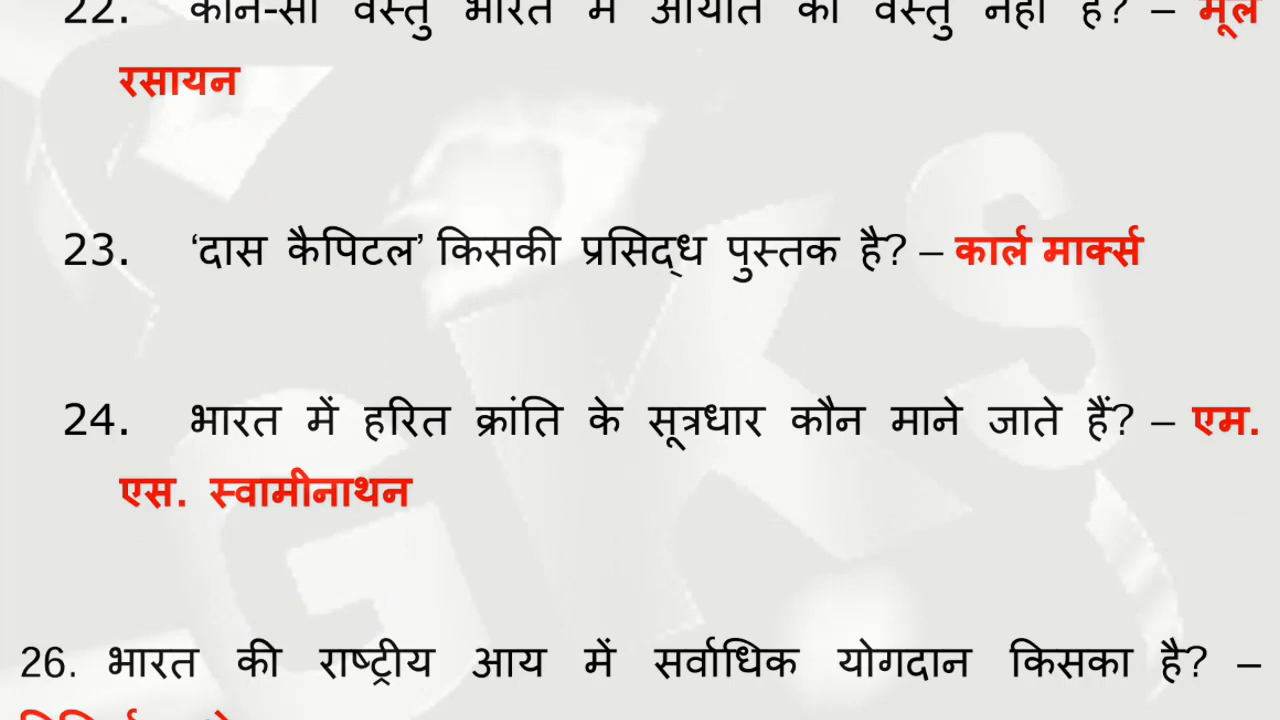 22. कौन-सी वस्तु भारत में आयात की वस्तु नहीं है? – मूल
रसायन
23. ‘दास कैपिटल’ किसकी प्रसिद्ध पुस्तक है? – कार्ल मार्क्स
24. भारत में हरित क्रांति के सूत्रधार कौन माने जाते हैं? – एम.
एस. स्वामीनाथन
26. भारत की राष्ट्रीय आय में सर्वाधिक योगदान किसका है? –